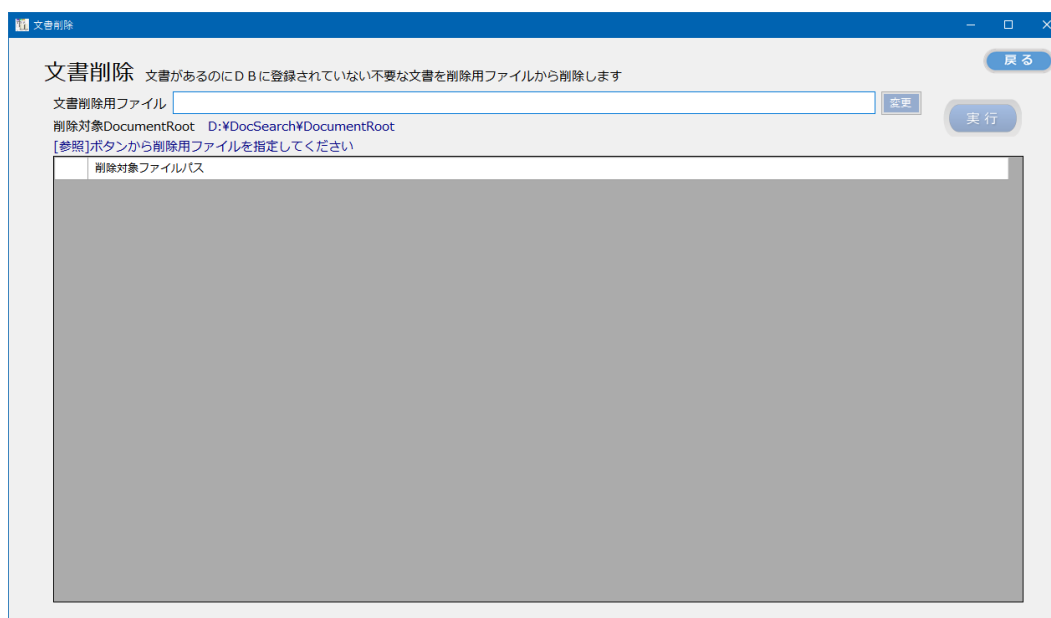 文書削除
戻る
文書削除 文書があるのにＤＢに登録されていない不要な文書を削除用ファイルから削除します
文書削除用ファイル 変更
実行
削除対象DocumentRoot D:¥DocSearch¥DocumentRoot
[参照]ボタンから削除用ファイルを指定してください
削除対象ファイルパス